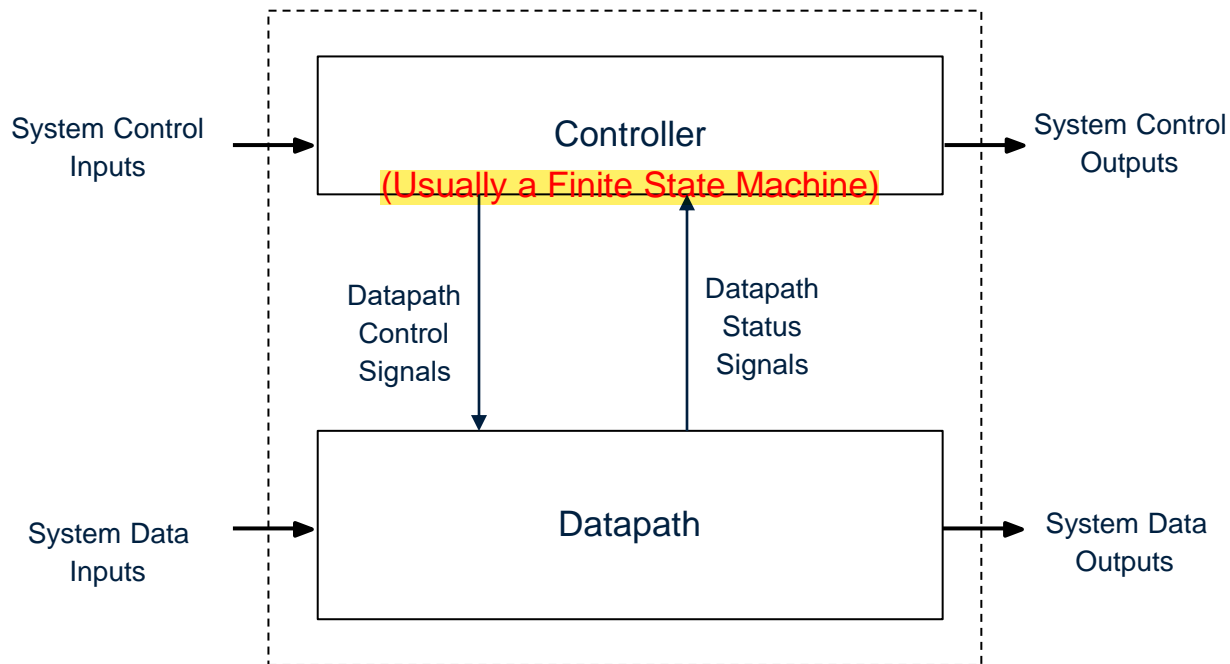 System Control
Inputs
Controller
(Usually a Finite State Machine)
System Control
Outputs
Datapath
Control
Signals
Datapath
Status
Signals
System Data
Inputs
Datapath
System Data
Outputs